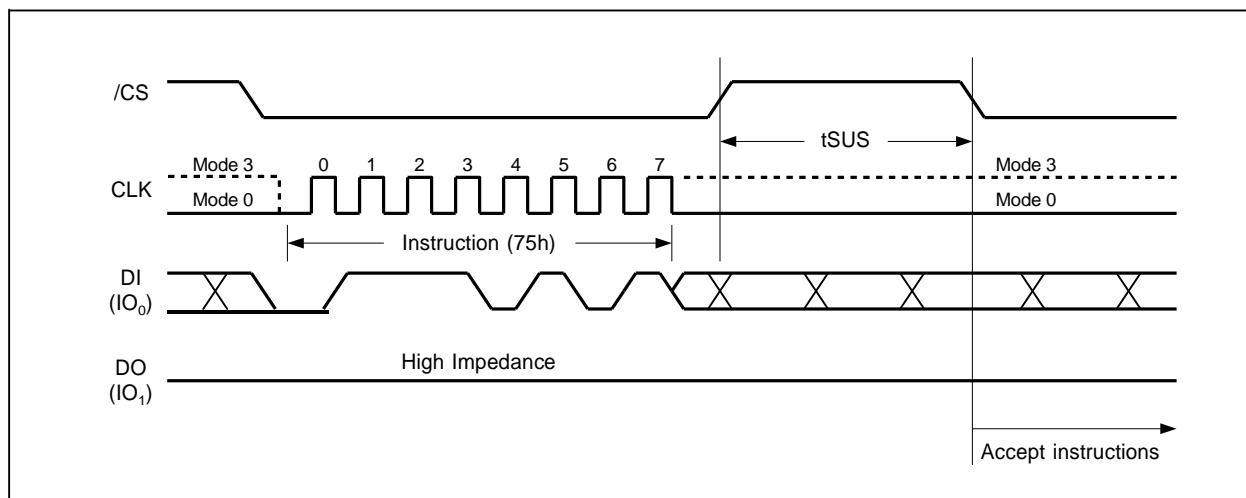 /CS
tSUS
Mode 3 0 1 2 3 4 5 6 7 Mode 3
CLK
Mode 0 Mode 0
Instruction (75h)
DI
(IO₀)
High Impedance
DO
(IO₁)
Accept instructions